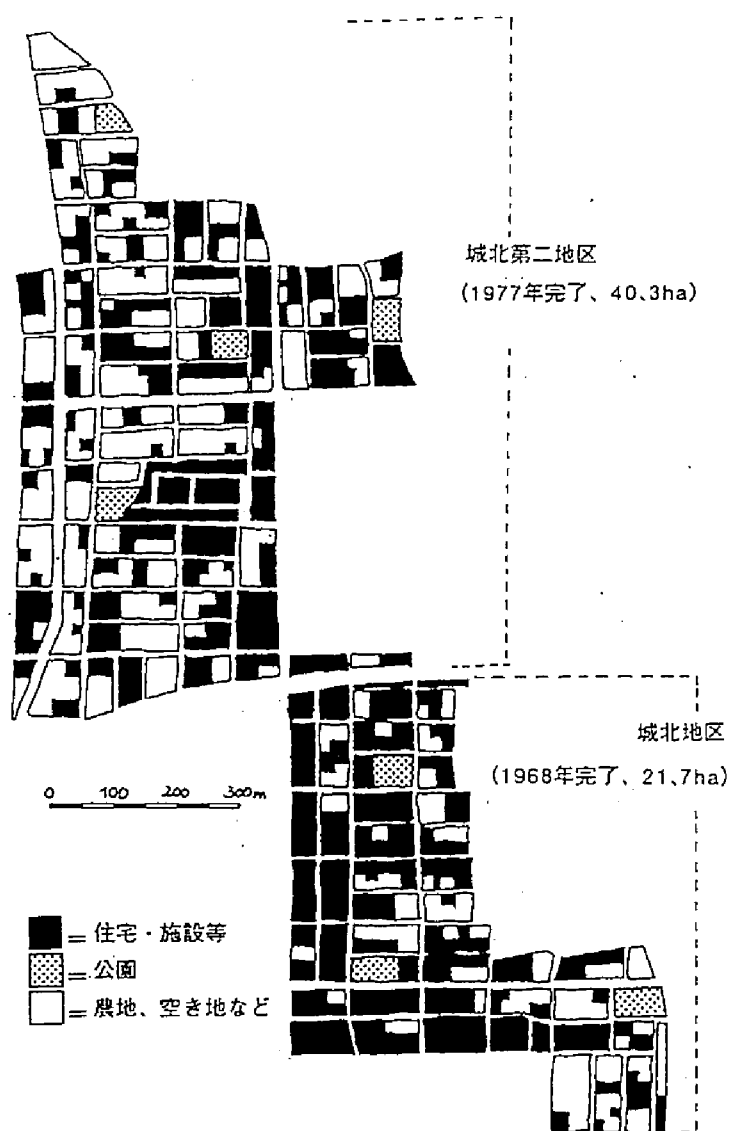 城北第二地区
(1977年完了、40.3ha)
城北地区
(1968年完了、21.7ha)
0 100 200 300m
= 住宅・施設等
= 公園
= 農地、空き地など